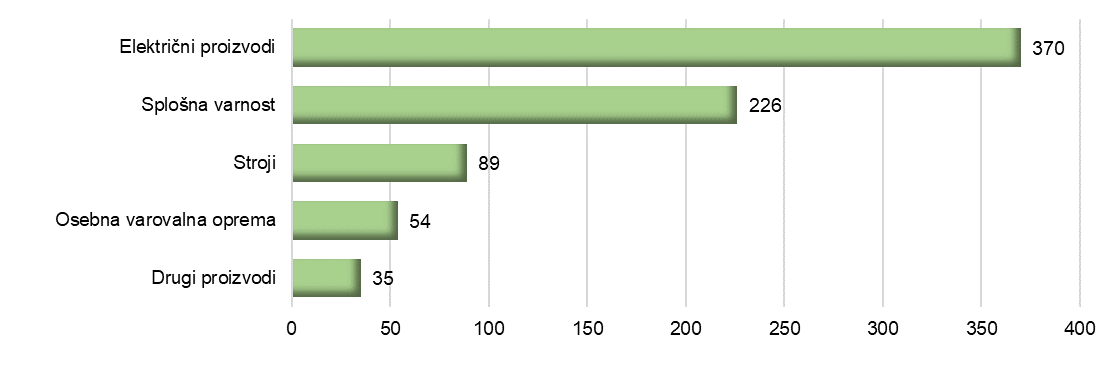 Električni proizvodi 370
Splošna varnost 226
Stroji 89
Osebna varovalna oprema 54
Drugi proizvodi 35
0 50 100 150 200 250 300 350 400